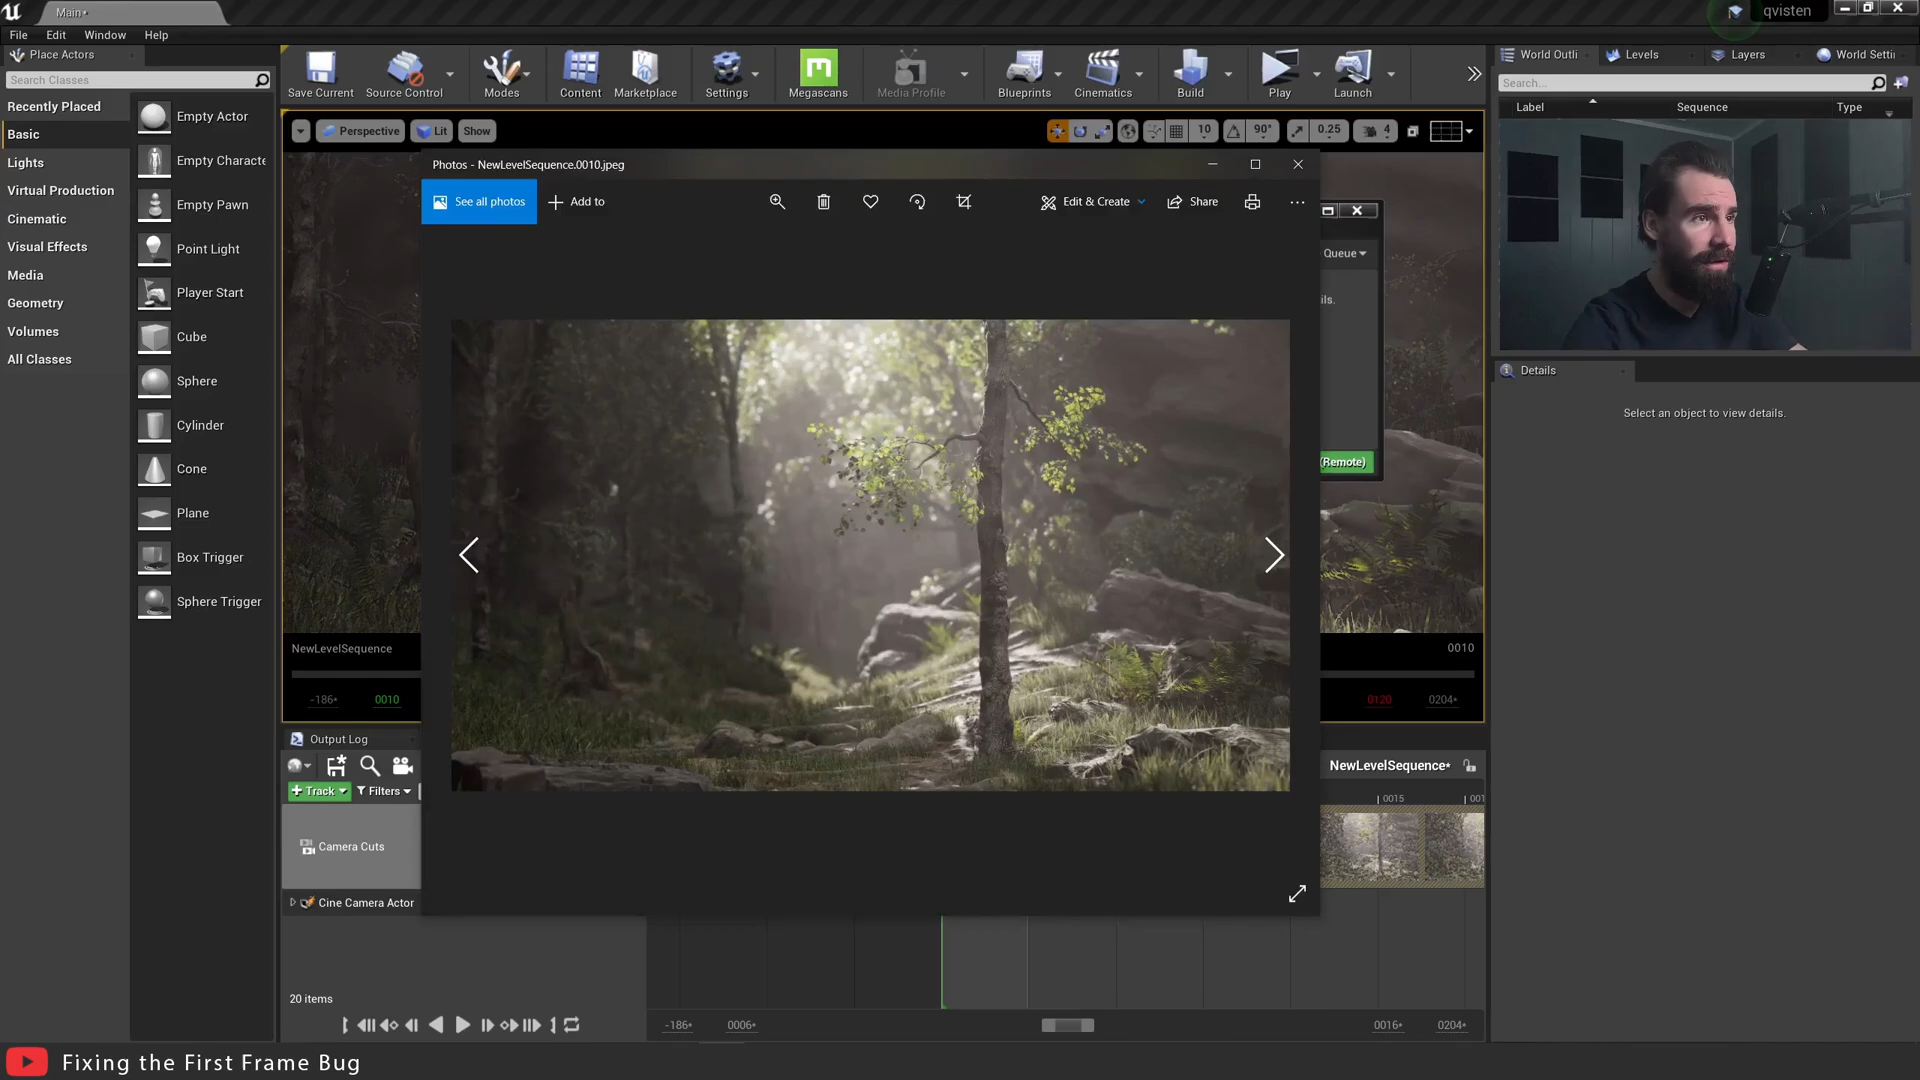 Main*
qvisten
File Edit Window Help
Place Actors
Search Classes
Recently Placed
Basic
Lights
Virtual Production
Cinematic
Visual Effects
Media
Geometry
Volumes
All Classes
Empty Actor
Empty Characte
Empty Pawn
Point Light
Player Start
Cube
Sphere
Cylinder
Cone
Plane
Box Trigger
Sphere Trigger
Save Current
Source Control
Modes
Content
Marketplace
Settings
Megascans
Media Profile
Blueprints
Cinematics
Build
Play
Launch
Perspective Lit Show
10 90° 0.25 4
Photos - NewLevelSequence.0010.jpeg
See all photos
Add to
Edit & Create
Share
Queue
ils.
(Remote)
NewLevelSequence
0010
-186* 0010
0120 0204*
Output Log
Track Filters
Camera Cuts
Cine Camera Actor
20 items
NewLevelSequence*
0015 001
-186* 0006*
0016* 0204*
World Outli
Levels
Layers
World Setti
Search...
Label Sequence Type
Details
Select an object to view details.
Fixing the First Frame Bug